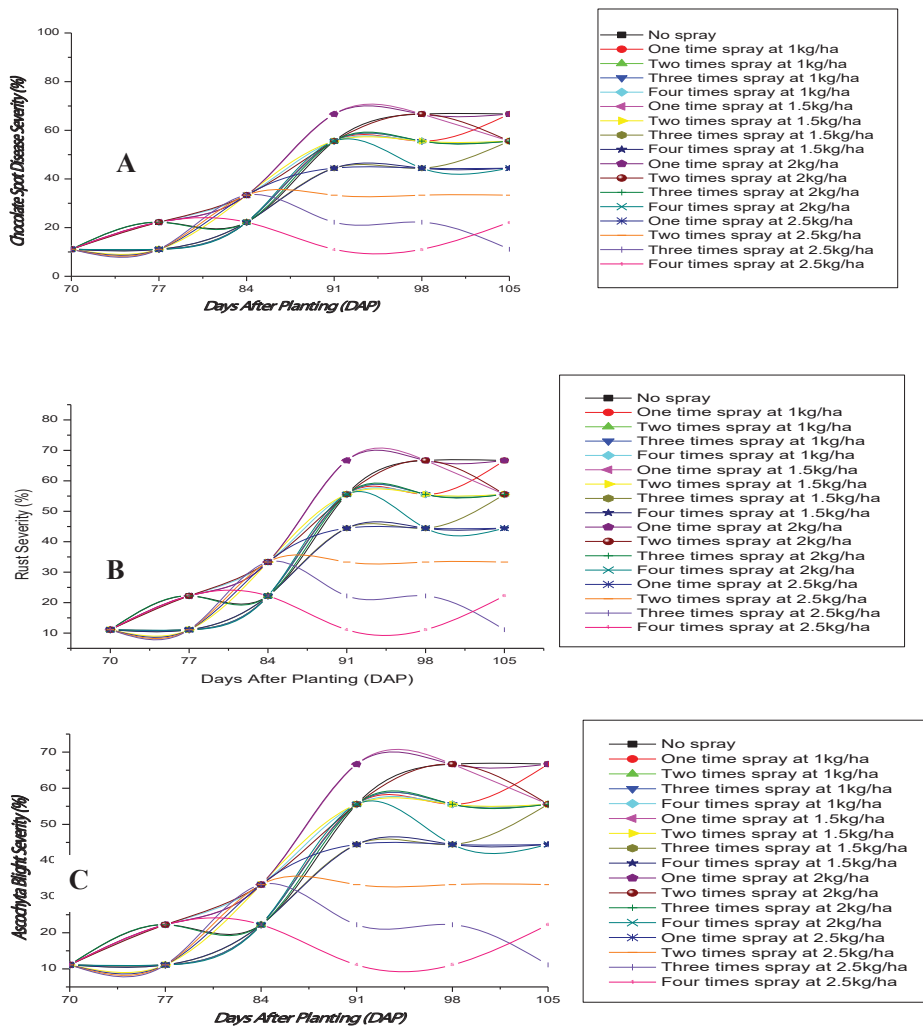 100
80
60
40
20
0
Chocolate Spot Disease Severity (%)
A
70 77 84 91 98 105
Days After Planting (DAP)
No spray
One time spray at 1kg/ha
Two times spray at 1kg/ha
Three times spray at 1kg/ha
Four times spray at 1kg/ha
One time spray at 1.5kg/ha
Two times spray at 1.5kg/ha
Three times spray at 1.5kg/ha
Four times spray at 1.5kg/ha
One time spray at 2kg/ha
Two times spray at 2kg/ha
Three times spray at 2kg/ha
Four times spray at 2kg/ha
One time spray at 2.5kg/ha
Two times spray at 2.5kg/ha
Three times spray at 2.5kg/ha
Four times spray at 2.5kg/ha
80
70
60
50
40
30
20
10
Rust Severity (%)
B
70 77 84 91 98 105
Days After Planting (DAP)
No spray
One time spray at 1kg/ha
Two times spray at 1kg/ha
Three times spray at 1kg/ha
Four times spray at 1kg/ha
One time spray at 1.5kg/ha
Two times spray at 1.5kg/ha
Three times spray at 1.5kg/ha
Four times spray at 1.5kg/ha
One time spray at 2kg/ha
Two times spray at 2kg/ha
Three times spray at 2kg/ha
Four times spray at 2kg/ha
One time spray at 2.5kg/ha
Two times spray at 2.5kg/ha
Three times spray at 2.5kg/ha
Four times spray at 2.5kg/ha
70
60
20
10
Ascochyta Blight Severity (%)
C
70 77 84 91 98 105
Days After Planting (DAP)
No spray
One time spray at 1kg/ha
Two times spray at 1kg/ha
Three times spray at 1kg/ha
Four times spray at 1kg/ha
One time spray at 1.5kg/ha
Two times spray at 1.5kg/ha
Three times spray at 1.5kg/ha
Four times spray at 1.5kg/ha
One time spray at 2kg/ha
Two times spray at 2kg/ha
Three times spray at 2kg/ha
Four times spray at 2kg/ha
One time spray at 2.5kg/ha
Two times spray at 2.5kg/ha
Three times spray at 2.5kg/ha
Four times spray at 2.5kg/ha